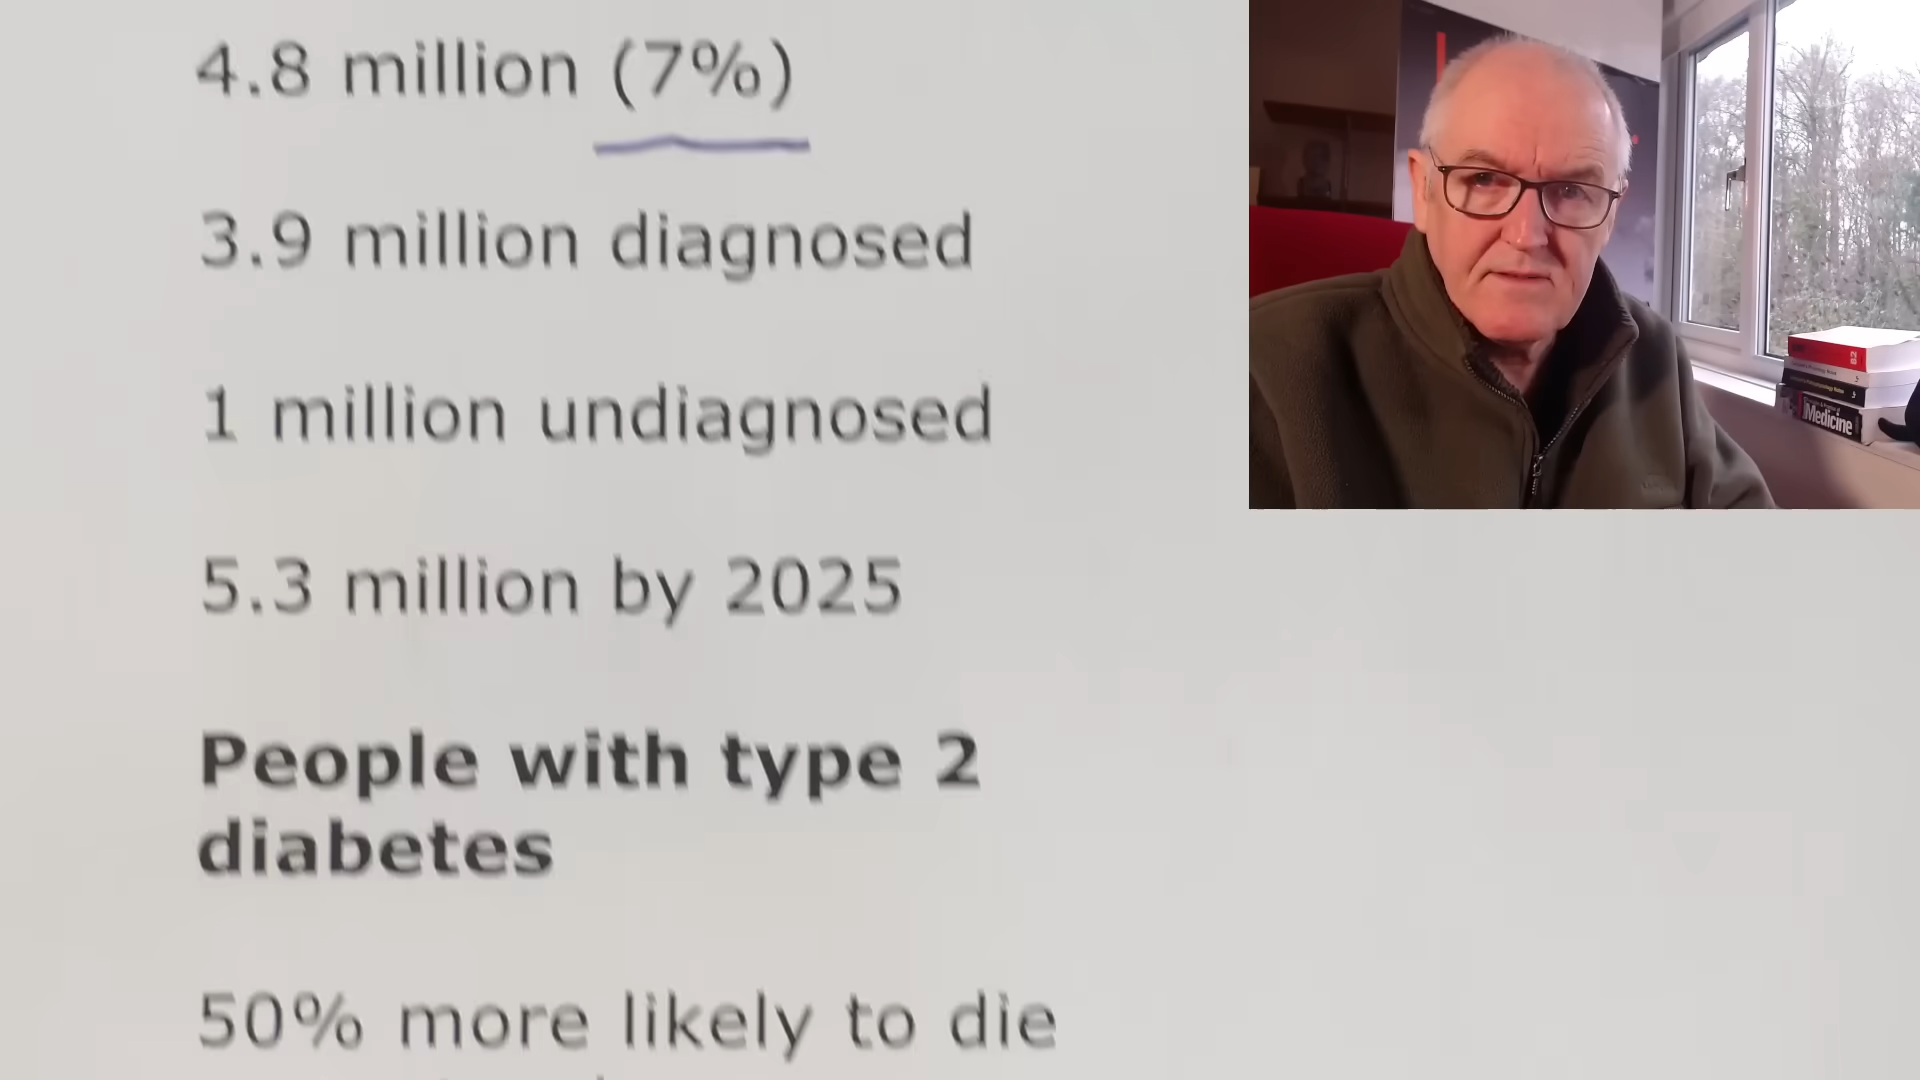 4.8 million (7%)
3.9 million diagnosed
1 million undiagnosed
5.3 million by 2025
People with type 2
diabetes
50% more likely to die
Medicine